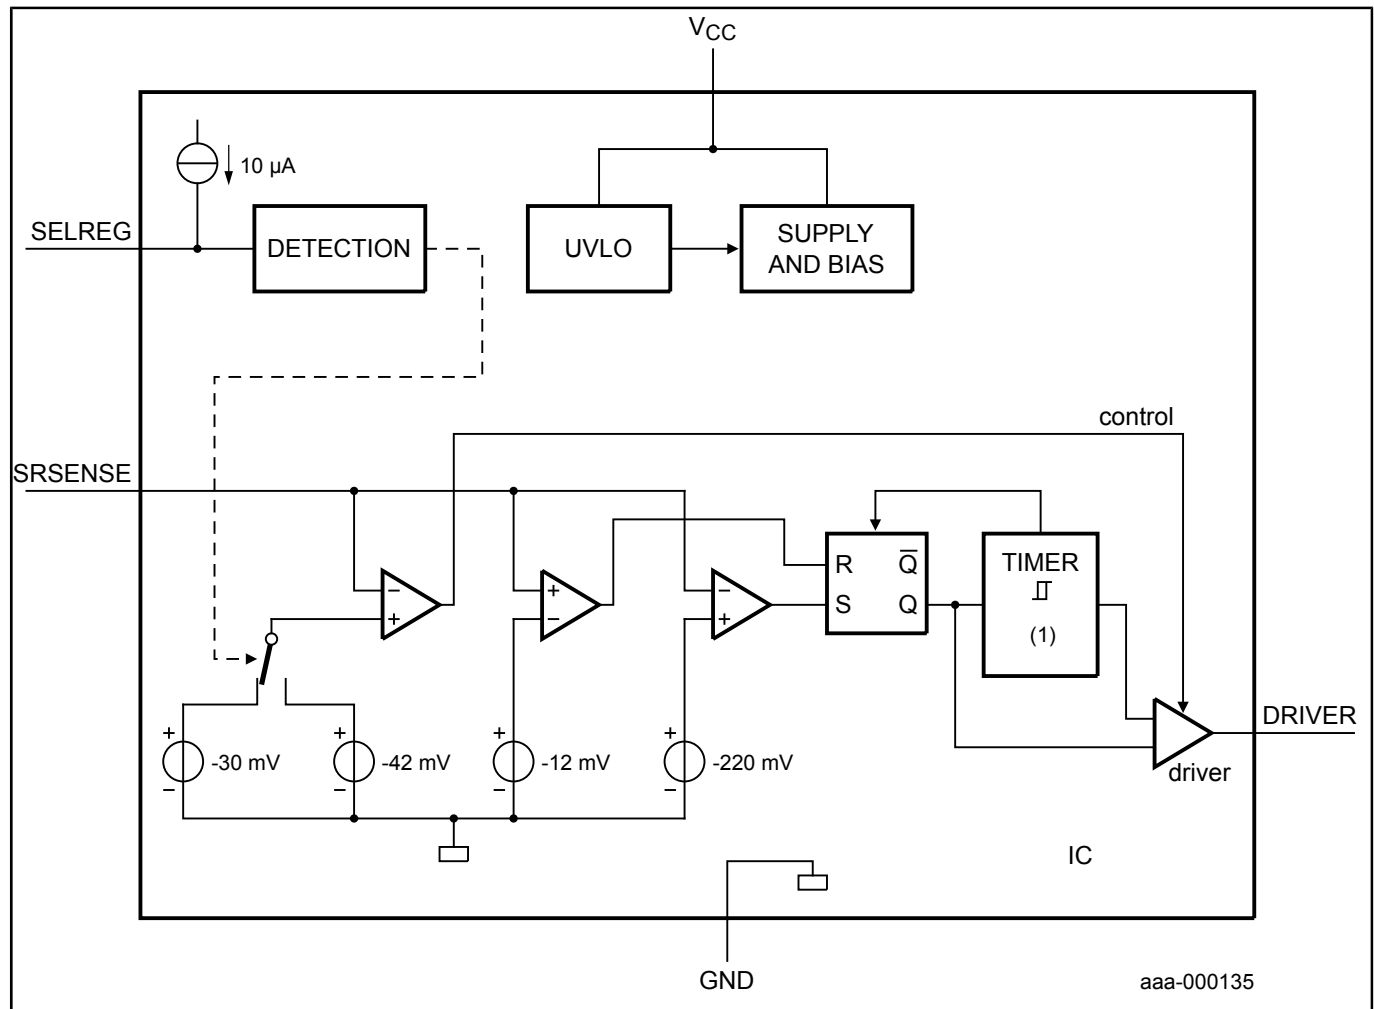 VCC
10 µA
SELREG
DETECTION
UVLO
SUPPLY
AND BIAS
control
SRSENSE
R
Q̅
TIMER
S
Q
(1)
−
+
+
−
−
+
+
-30 mV
−
+
-42 mV
−
+
-12 mV
−
+
-220 mV
−
DRIVER
driver
IC
GND
aaa-000135